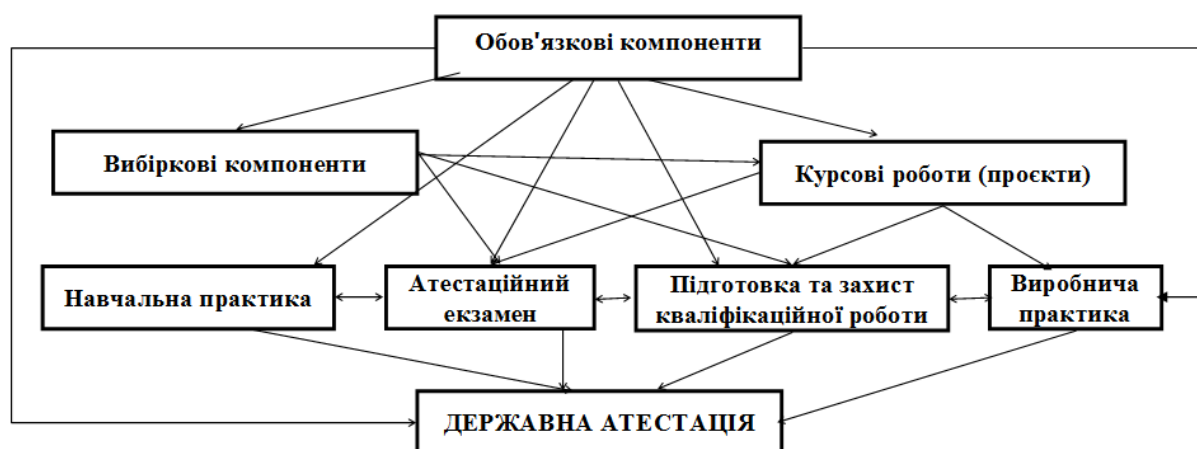 Обов'язкові компоненти
Вибіркові компоненти
Курсові роботи (проєкти)
Навчальна практика
Атестаційний
екзамен
Підготовка та захист
кваліфікаційної роботи
Виробнича
практика
ДЕРЖАВНА АТЕСТАЦІЯ